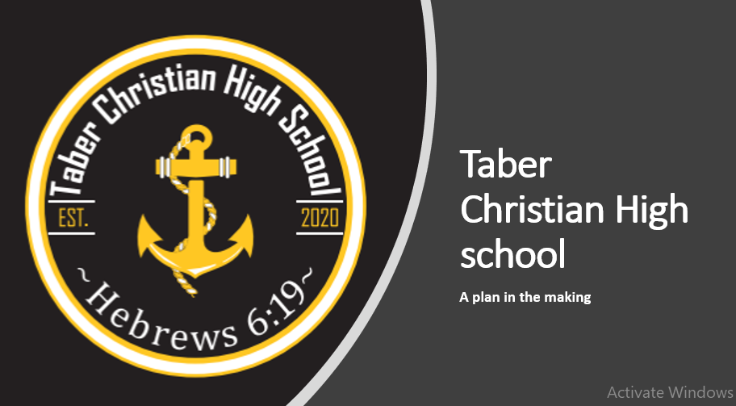 Taber Christian High School
EST. 2020
~Hebrews 6:19~
Taber
Christian High
school
A plan in the making
Activate Windows